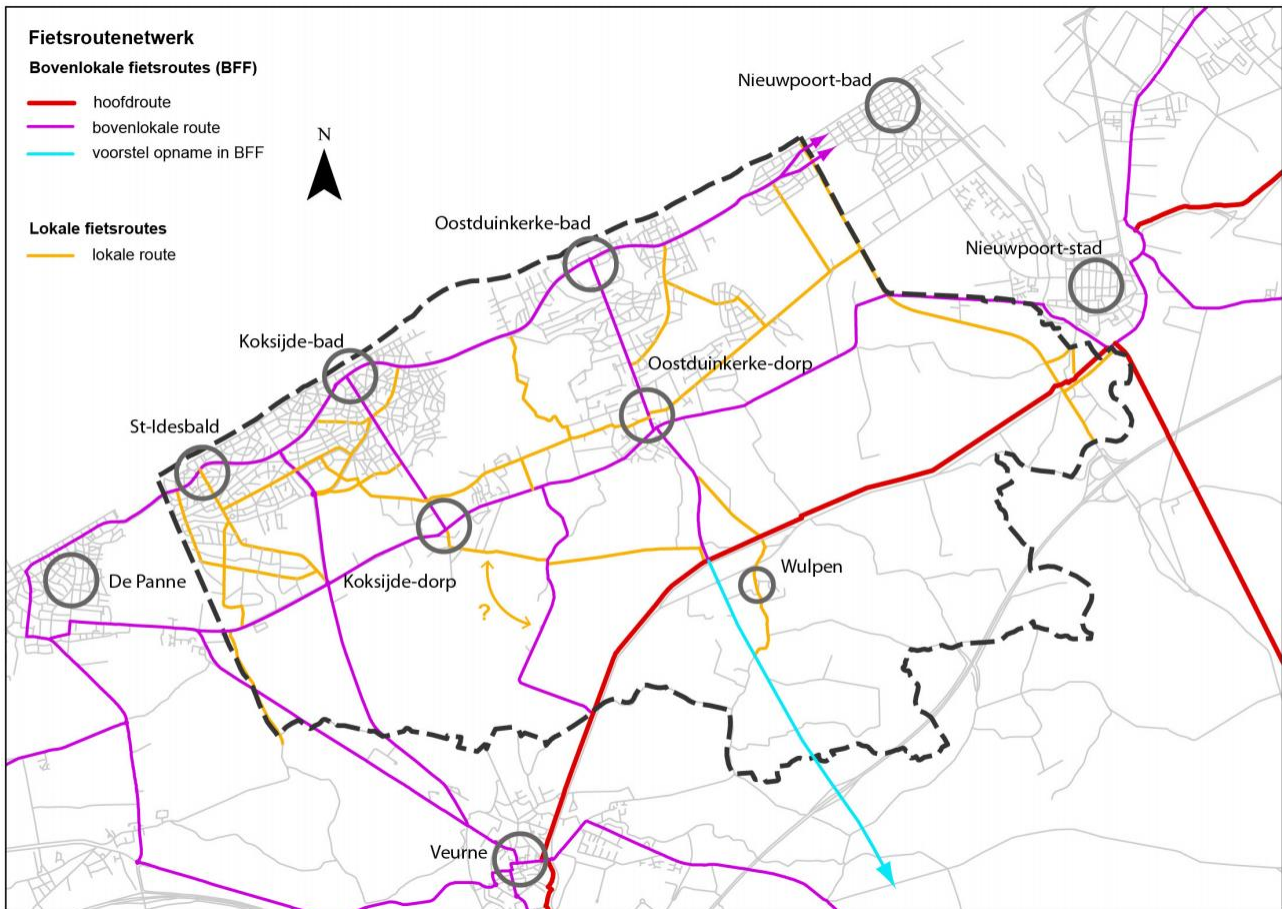 Fietsroutenetwerk
Bovenlokale fietsroutes (BFF)
hoofdroute
bovenlokale route
voorstel opname in BFF
Lokale fietsroutes
lokale route
N
Nieuwpoort-bad
Oostduinkerke-bad
Nieuwpoort-stad
Koksijde-bad
Oostduinkerke-dorp
St-Idesbald
De Panne
Koksijde-dorp
Wulpen
?
Veurne